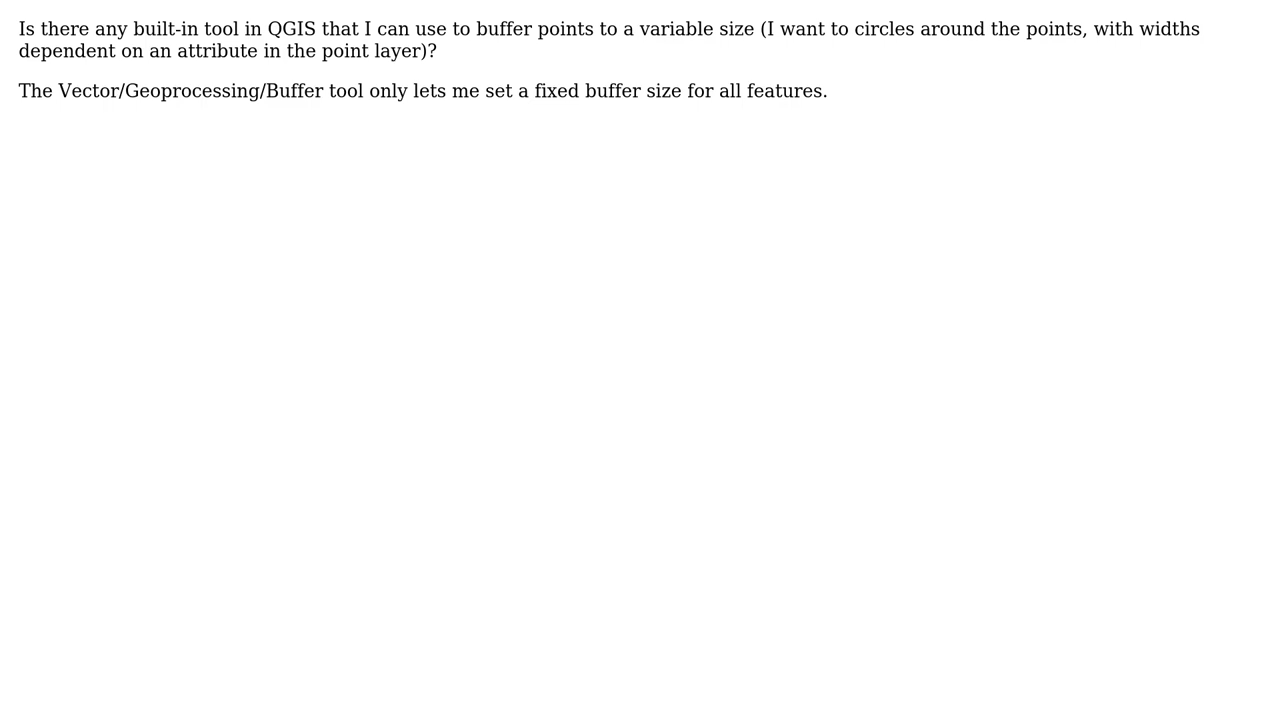 Is there any built-in tool in QGIS that I can use to buffer points to a variable size (I want to circles around the points, with widths
dependent on an attribute in the point layer)?
The Vector/Geoprocessing/Buffer tool only lets me set a fixed buffer size for all features.